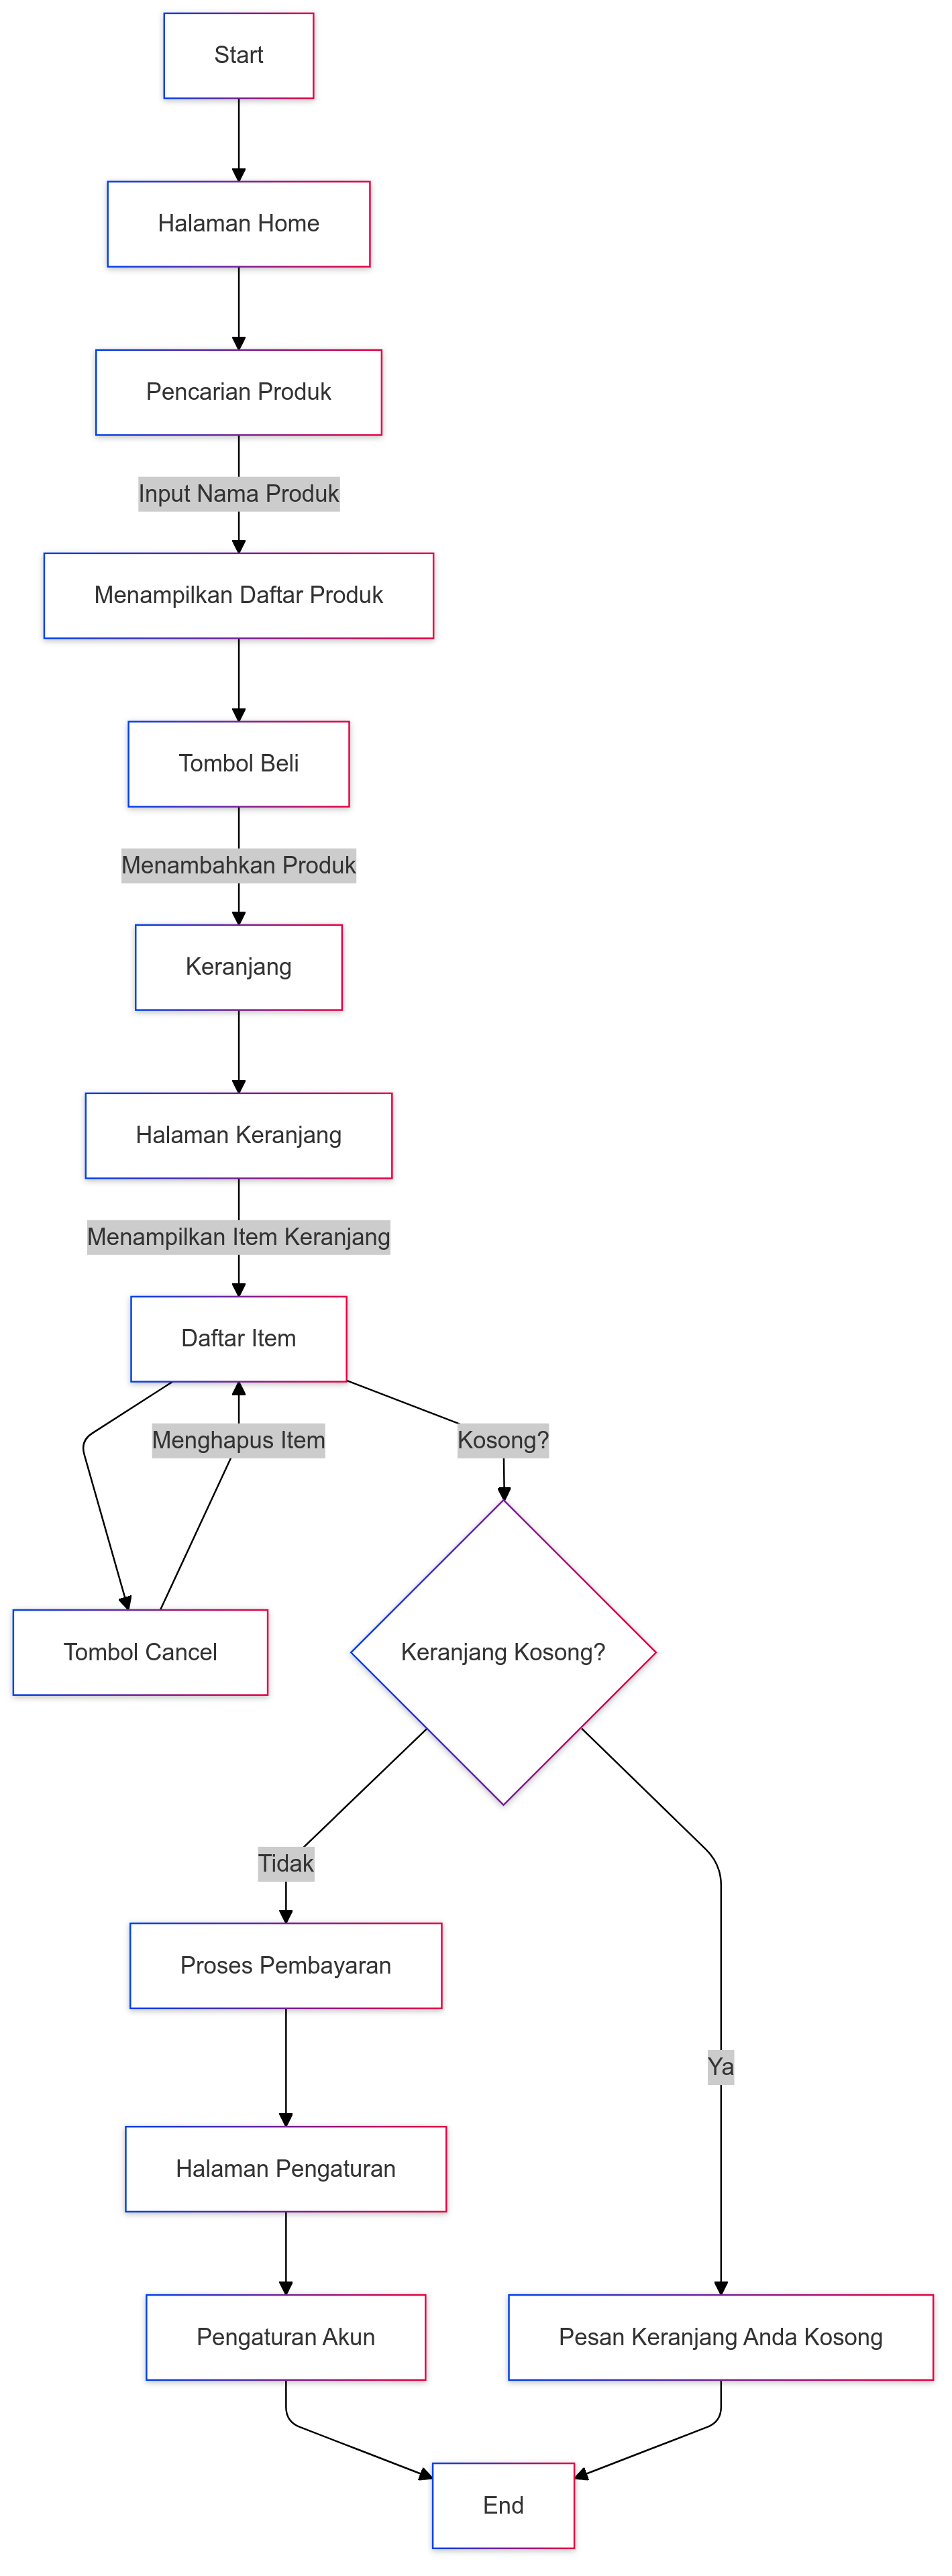 Start
Halaman Home
Pencarian Produk
Input Nama Produk
Menampilkan Daftar Produk
Tombol Beli
Menambahkan Produk
Keranjang
Halaman Keranjang
Menampilkan Item Keranjang
Daftar Item
Menghapus Item
Kosong?
Tombol Cancel
Keranjang Kosong?
Tidak
Proses Pembayaran
Ya
Halaman Pengaturan
Pengaturan Akun
Pesan Keranjang Anda Kosong
End